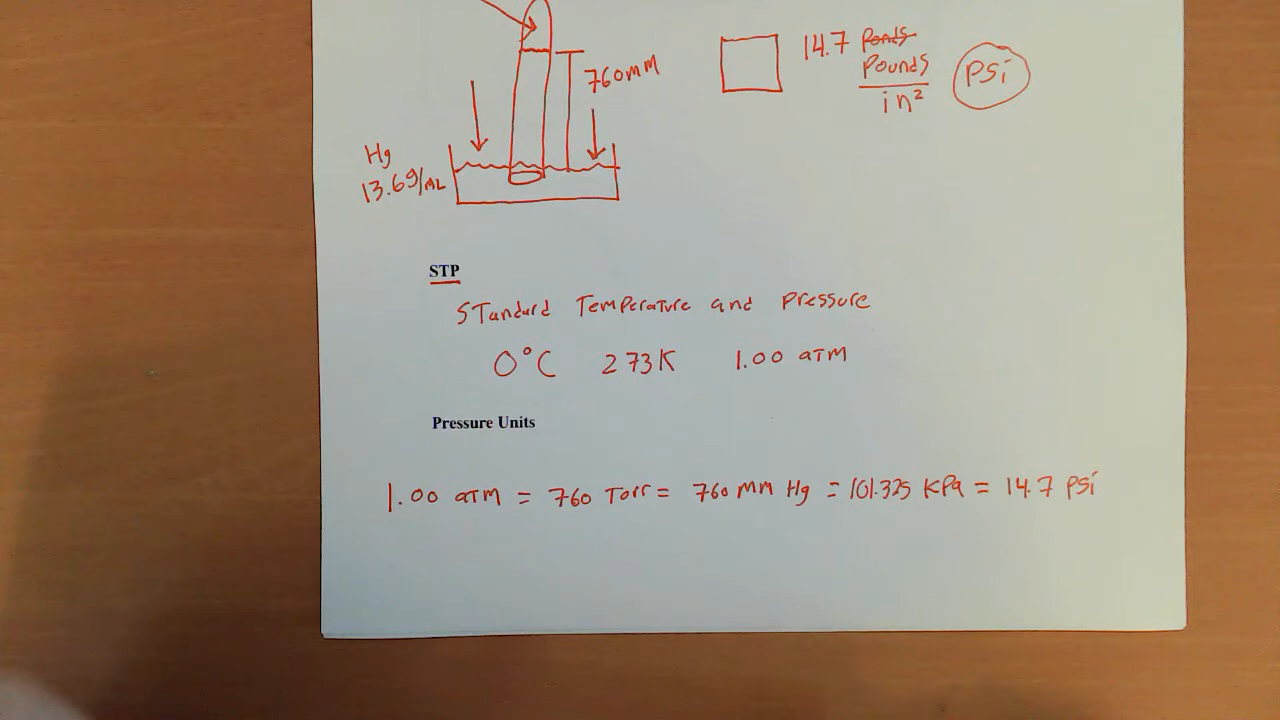 760mm
14.7 Ponds
Pounds
in²
PSi
Hg
13.6g/mL
STP
STandard Temperature and Pressure
0°C 273K 1.00 aTM
Pressure Units
1.00 aTM = 760 Torr = 760 MM Hg = 101.325 KPa = 14.7 PSi